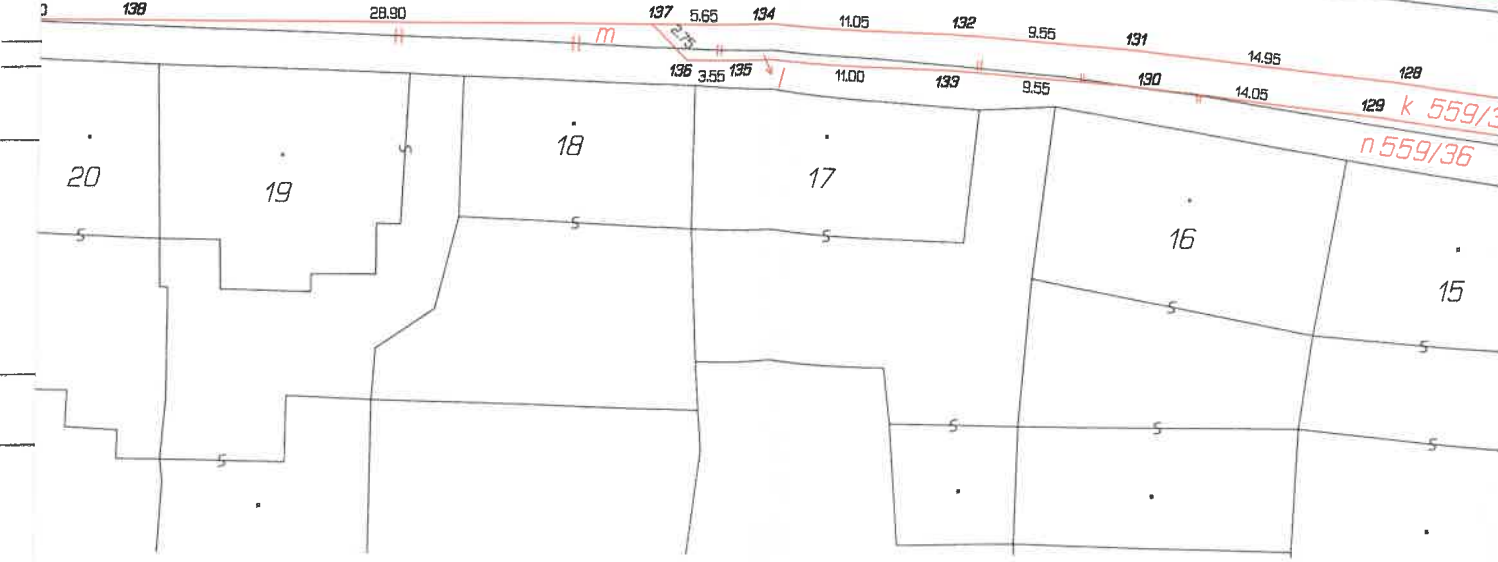 138 28.90 137 5.65 134 11.05 132 9.55 131 14.95 128
m 2.75
136 3.55 135 l 11.00 133 9.55 130 14.05 129 k 559/3
n 559/36
20 19 18 17 16 15
S S S S S S
S S S S